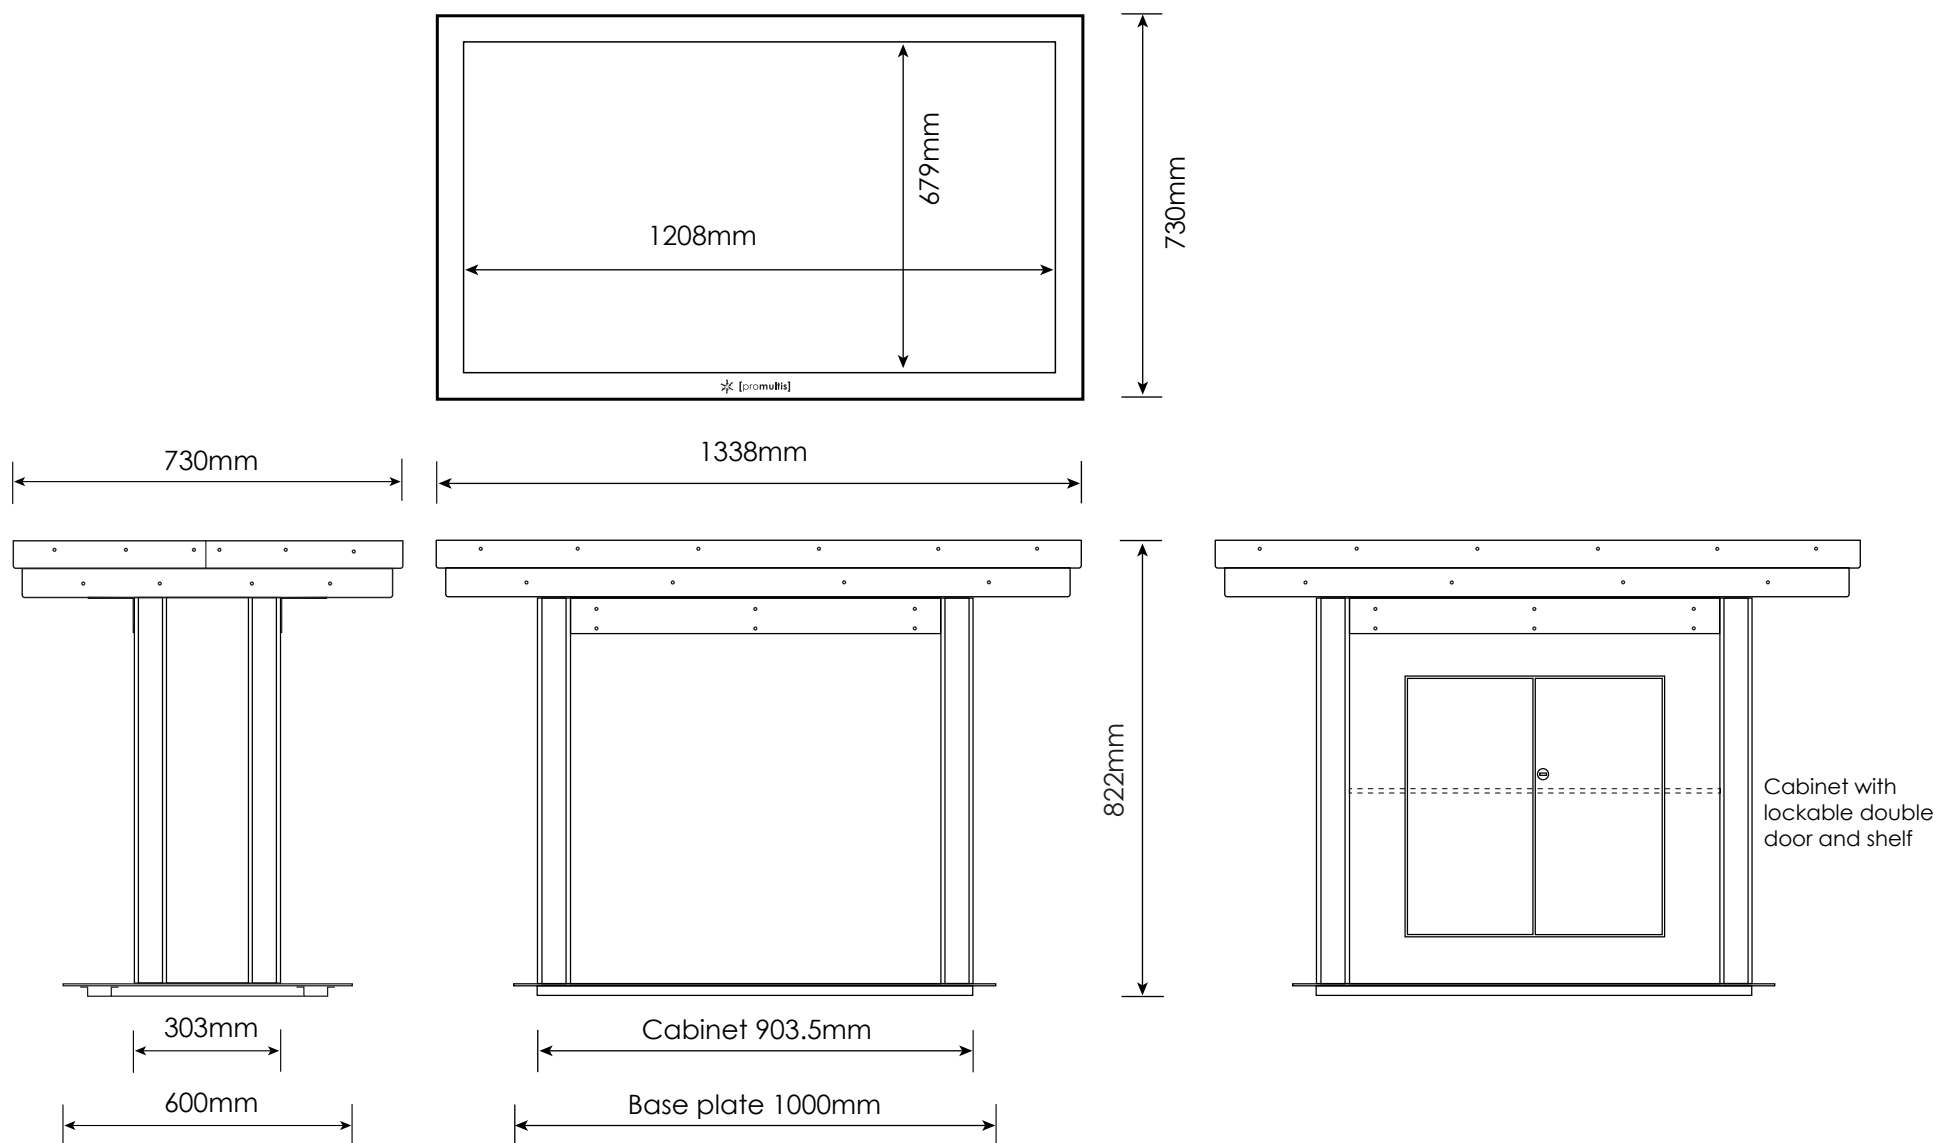 679mm
1208mm
730mm
[promultis]
730mm
1338mm
822mm
Cabinet with
lockable double
door and shelf
303mm
Cabinet 903.5mm
600mm
Base plate 1000mm